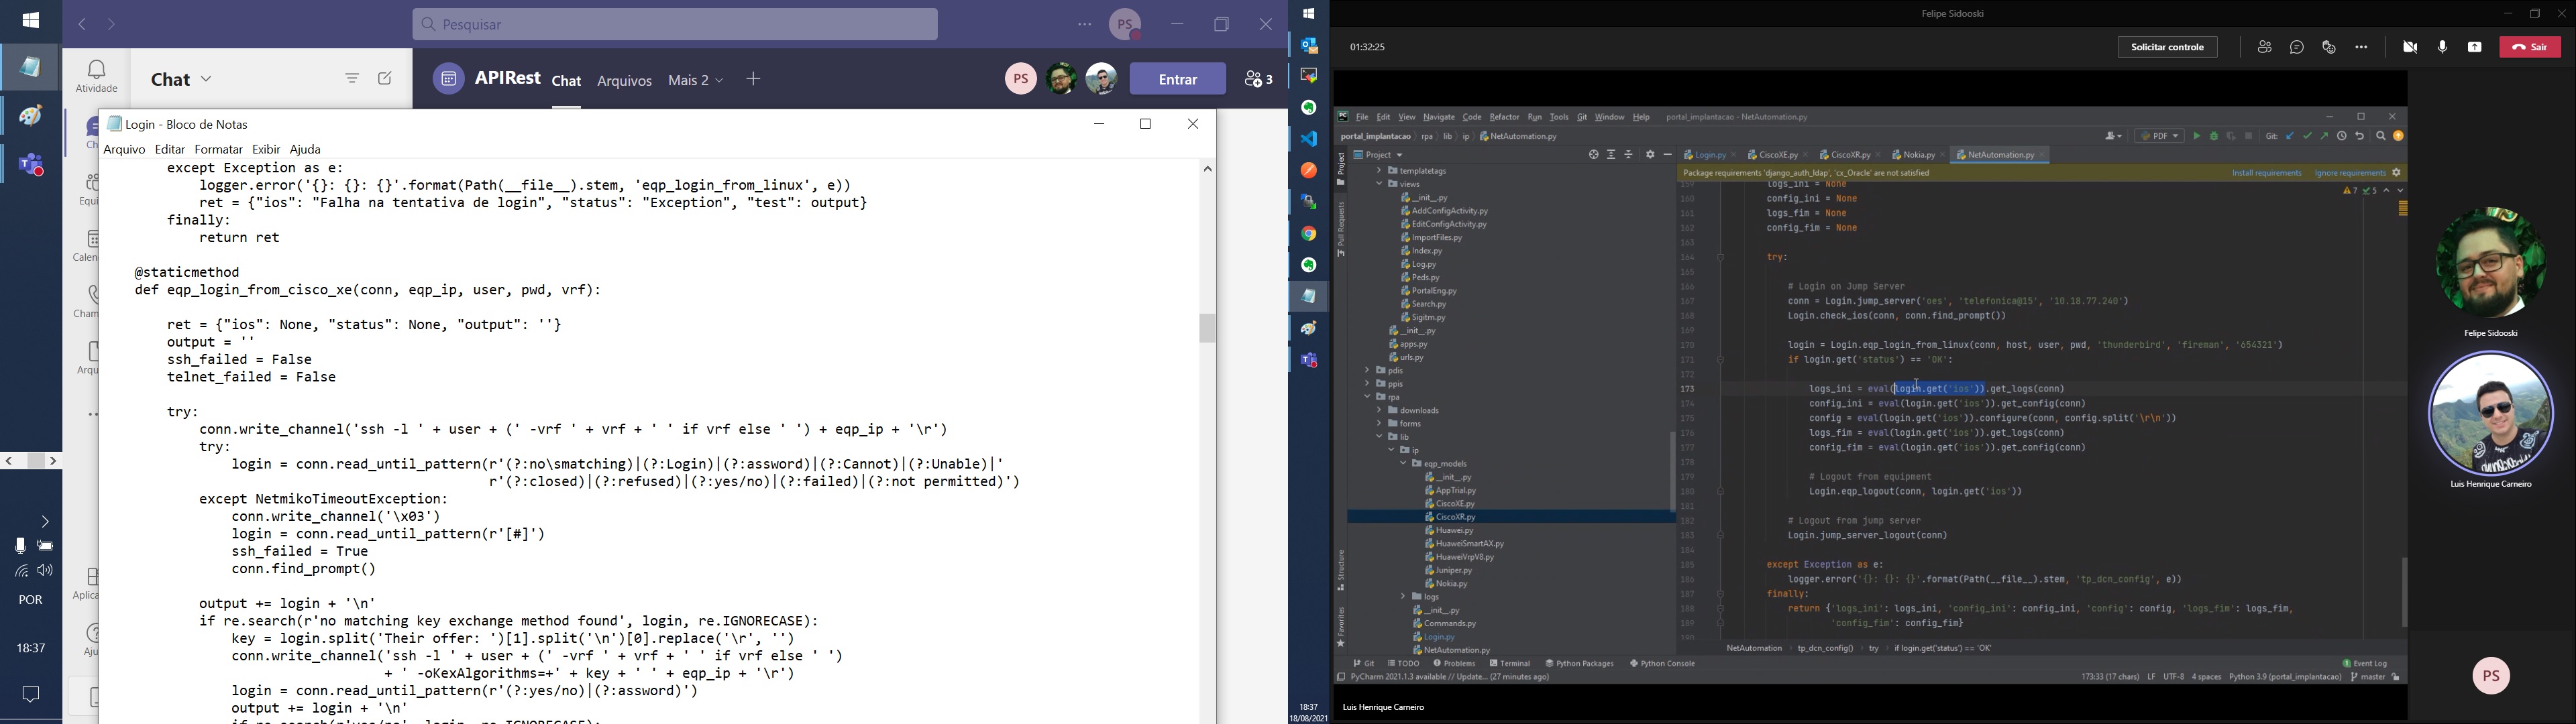 Pesquisar
PS
Atividade
Chat
APIRest
Chat
Arquivos
Mais 2
PS
Entrar
3
Login - Bloco de Notas
Arquivo Editar Formatar Exibir Ajuda
except Exception as e:
logger.error('{}: {}: {}'.format(Path(__file__).stem, 'eqp_login_from_linux', e))
ret = {"ios": "Falha na tentativa de login", "status": "Exception", "test": output}
finally:
return ret
@staticmethod
def eqp_login_from_cisco_xe(conn, eqp_ip, user, pwd, vrf):
ret = {"ios": None, "status": None, "output": ''}
output = ''
ssh_failed = False
telnet_failed = False
try:
conn.write_channel('ssh -l ' + user + (' -vrf ' + vrf + ' ' if vrf else ' ') + eqp_ip + '\r')
try:
login = conn.read_until_pattern(r'(?:no\smatching)|(?:Login)|(?:assword)|(?:Cannot)|(?:Unable)|'
r'(?:closed)|(?:refused)|(?:yes/no)|(?:failed)|(?:not permitted)')
except NetmikoTimeoutException:
conn.write_channel('\x03')
login = conn.read_until_pattern(r'[#]')
ssh_failed = True
conn.find_prompt()
output += login + '\n'
if re.search(r'no matching key exchange method found', login, re.IGNORECASE):
key = login.split('Their offer: ')[1].split('\n')[0].replace('\r', '')
conn.write_channel('ssh -l ' + user + (' -vrf ' + vrf + ' ' if vrf else ' ')
+ ' -oKexAlgorithms=+' + key + ' ' + eqp_ip + '\r')
login = conn.read_until_pattern(r'(?:yes/no)|(?:assword)')
output += login + '\n'
POR
18:37
18:37
18/08/2021
Felipe Sidooski
01:32:25
Solicitar controle
Sair
File Edit View Navigate Code Refactor Run Tools Git Window Help portal_implantacao - NetAutomation.py
portal_implantacao rpa lib ip NetAutomation.py
PDF
Git:
Project
Login.py
CiscoXE.py
CiscoXR.py
Nokia.py
NetAutomation.py
Package requirements 'django_auth_ldap', 'cx_Oracle' are not satisfied
Install requirements
Ignore requirements
Project
Pull Requests
Structure
Favorites
templatetags
views
__init__.py
AddConfigActivity.py
EditConfigActivity.py
ImportFiles.py
Index.py
Log.py
Peds.py
PortalEng.py
Search.py
Sigitm.py
__init__.py
apps.py
urls.py
pdis
ppis
rpa
downloads
forms
lib
ip
eqp_models
__init__.py
AppTrial.py
CiscoXE.py
CiscoXR.py
Huawei.py
HuaweiSmartAX.py
HuaweiVrpV8.py
Juniper.py
Nokia.py
logs
__init__.py
Commands.py
Login.py
NetAutomation.py
7 5
159 logs_ini = None
160 config_ini = None
161 logs_fim = None
162 config_fim = None
163
164 try:
165
166 # Login on Jump Server
167 conn = Login.jump_server('oes', 'telefonica@15', '10.18.77.240')
168 Login.check_ios(conn, conn.find_prompt())
169
170 login = Login.eqp_login_from_linux(conn, host, user, pwd, 'thunderbird', 'fireman', '654321')
171 if login.get('status') == 'OK':
172
173 logs_ini = eval(login.get('ios')).get_logs(conn)
174 config_ini = eval(login.get('ios')).get_config(conn)
175 config = eval(login.get('ios')).configure(conn, config.split('\r\n'))
176 logs_fim = eval(login.get('ios')).get_logs(conn)
177 config_fim = eval(login.get('ios')).get_config(conn)
178
179 # Logout from equipment
180 Login.eqp_logout(conn, login.get('ios'))
181
182 # Logout from jump server
183 Login.jump_server_logout(conn)
184
185 except Exception as e:
186 logger.error('{}: {}: {}'.format(Path(__file__).stem, 'tp_dcn_config', e))
187 finally:
188 return {'logs_ini': logs_ini, 'config_ini': config_ini, 'config': config, 'logs_fim': logs_fim,
189 'config_fim': config_fim}
NetAutomation tp_dcn_config() try if login.get('status') == 'OK'
Git TODO Problems Terminal Python Packages Python Console
Event Log
PyCharm 2021.1.3 available // Update... (27 minutes ago)
173:33 (17 chars) LF UTF-8 4 spaces Python 3.9 (portal_implantacao) master
Luis Henrique Carneiro
Felipe Sidooski
Luis Henrique Carneiro
PS